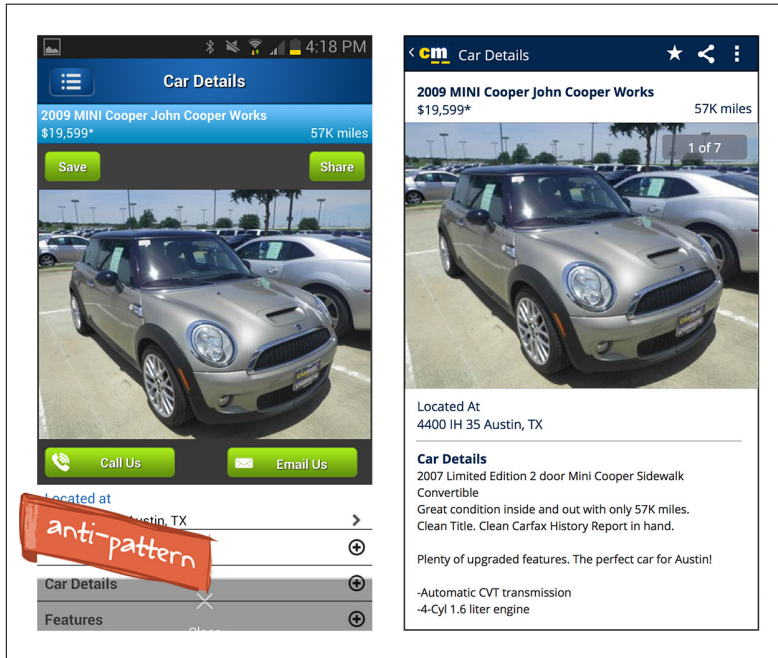 4:18 PM
Car Details
2009 MINI Cooper John Cooper Works
$19,599* 57K miles
Save Share
Call Us Email Us
Located at
Austin, TX
anti-pattern
Car Details
Features
cm Car Details
2009 MINI Cooper John Cooper Works
$19,599* 57K miles
1 of 7
Located At
4400 IH 35 Austin, TX
Car Details
2007 Limited Edition 2 door Mini Cooper Sidewalk
Convertible
Great condition inside and out with only 57K miles.
Clean Title. Clean Carfax History Report in hand.
Plenty of upgraded features. The perfect car for Austin!
-Automatic CVT transmission
-4-Cyl 1.6 liter engine